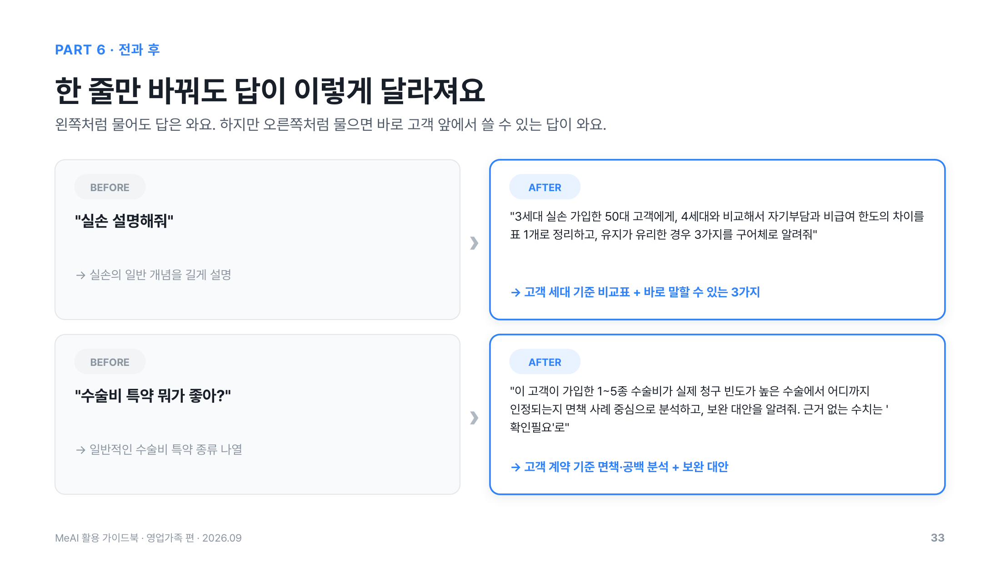 PART 6 · 전과 후
한 줄만 바꿔도 답이 이렇게 달라져요
왼쪽처럼 물어도 답은 와요. 하지만 오른쪽처럼 물으면 바로 고객 앞에서 쓸 수 있는 답이 와요.
BEFORE
"실손 설명해줘"
→ 실손의 일반 개념을 길게 설명
›
AFTER
"3세대 실손 가입한 50대 고객에게, 4세대와 비교해서 자기부담과 비급여 한도의 차이를
표 1개로 정리하고, 유지가 유리한 경우 3가지를 구어체로 알려줘"
→ 고객 세대 기준 비교표 + 바로 말할 수 있는 3가지
BEFORE
"수술비 특약 뭐가 좋아?"
→ 일반적인 수술비 특약 종류 나열
›
AFTER
"이 고객이 가입한 1~5종 수술비가 실제 청구 빈도가 높은 수술에서 어디까지
인정되는지 면책 사례 중심으로 분석하고, 보완 대안을 알려줘. 근거 없는 수치는 '
확인필요'로"
→ 고객 계약 기준 면책·공백 분석 + 보완 대안
MeAI 활용 가이드북 · 영업가족 편 · 2026.09
33